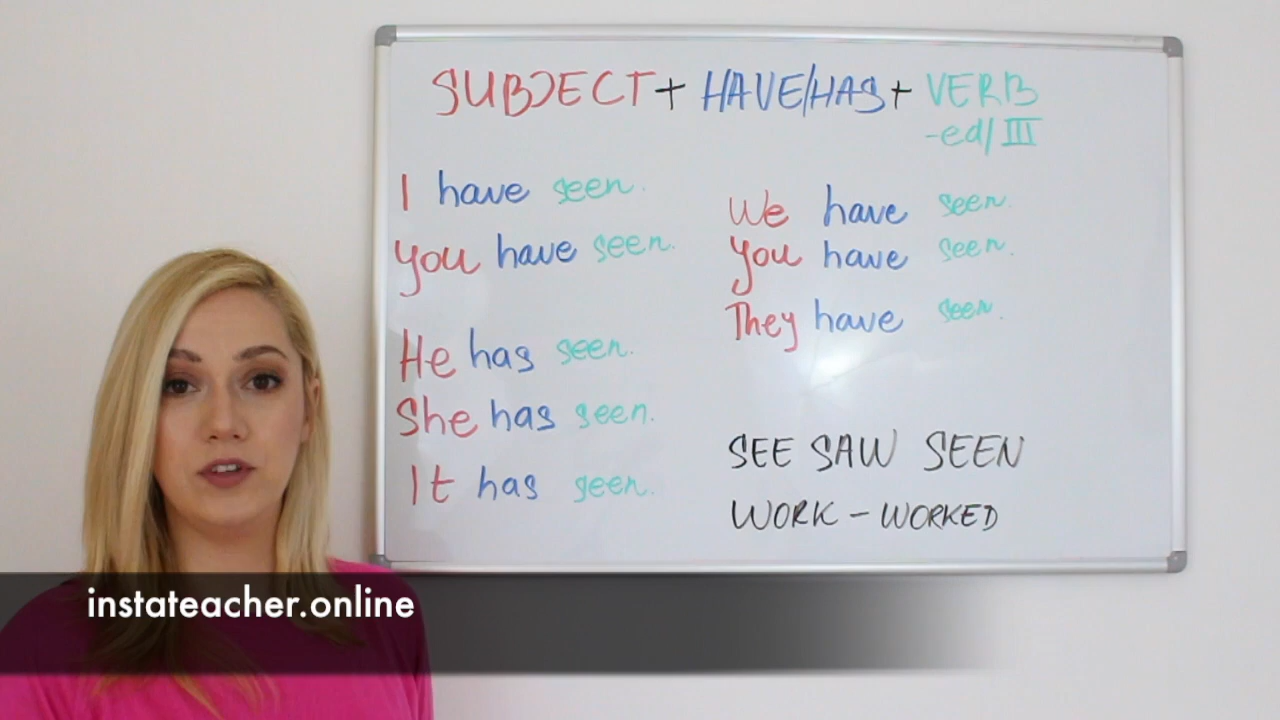 SUBJECT + HAVE/HAS + VERB
-ed/III
I have seen.
You have seen.
He has seen.
She has seen.
It has seen.
We have seen.
You have seen.
They have seen.
SEE SAW SEEN
WORK – WORKED
instateacher.online